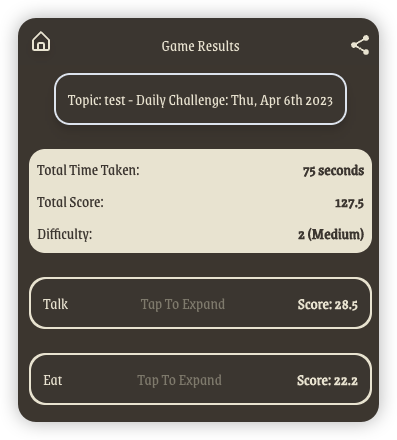 Game Results
Topic: test - Daily Challenge: Thu, Apr 6th 2023
Total Time Taken: 75 seconds
Total Score: 127.5
Difficulty: 2 (Medium)
Talk Tap To Expand Score: 28.5
Eat Tap To Expand Score: 22.2